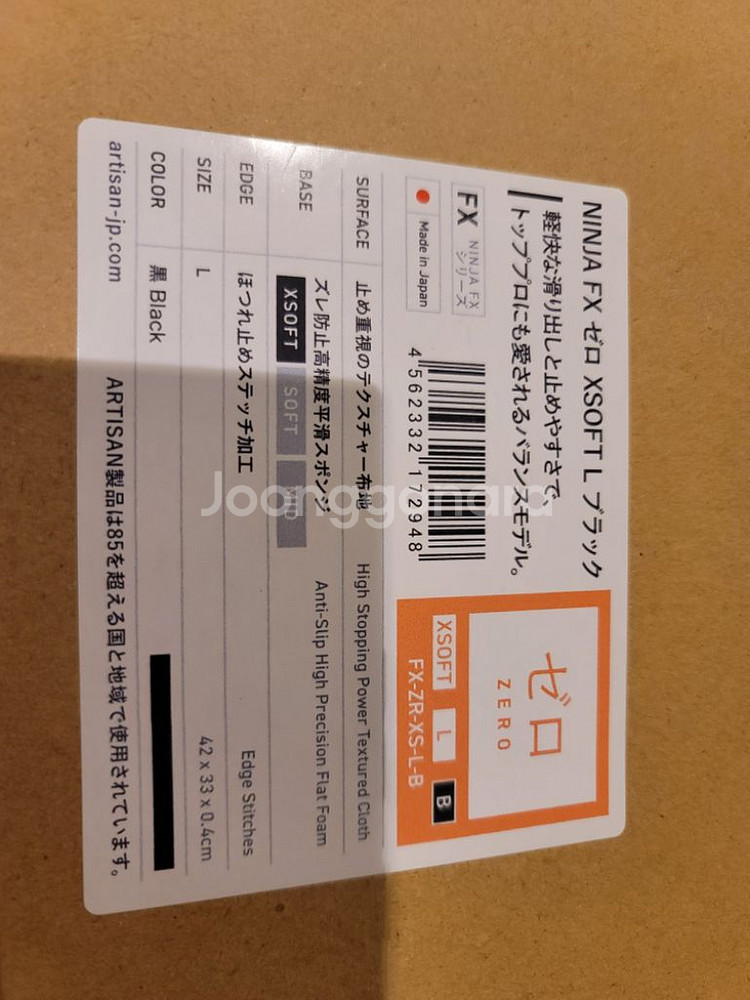 NINJA FX ゼロ XSOFT L ブラック
軽快な滑り出しと止めやすさで
トッププロにも愛されるバランスモデル。
FX NINJA FX シリーズ
Made in Japan
4 562332 172948
ゼロ
ZERO
XSOFT L B
FX-ZR-XS-L-B
SURFACE 止め重視のテクスチャー布地 High Stopping Power Textured Cloth
BASE ズレ防止高精度平滑スポンジ Anti-Slip High Precision Flat Foam
XSOFT SOFT MID
EDGE ほつれ止めステッチ加工 Edge Stitches
SIZE L 42 x 33 x 0.4cm
COLOR 黒 Black
artisan-jp.com ARTISAN製品は85を超える国と地域で使用されています。
Joonggonara